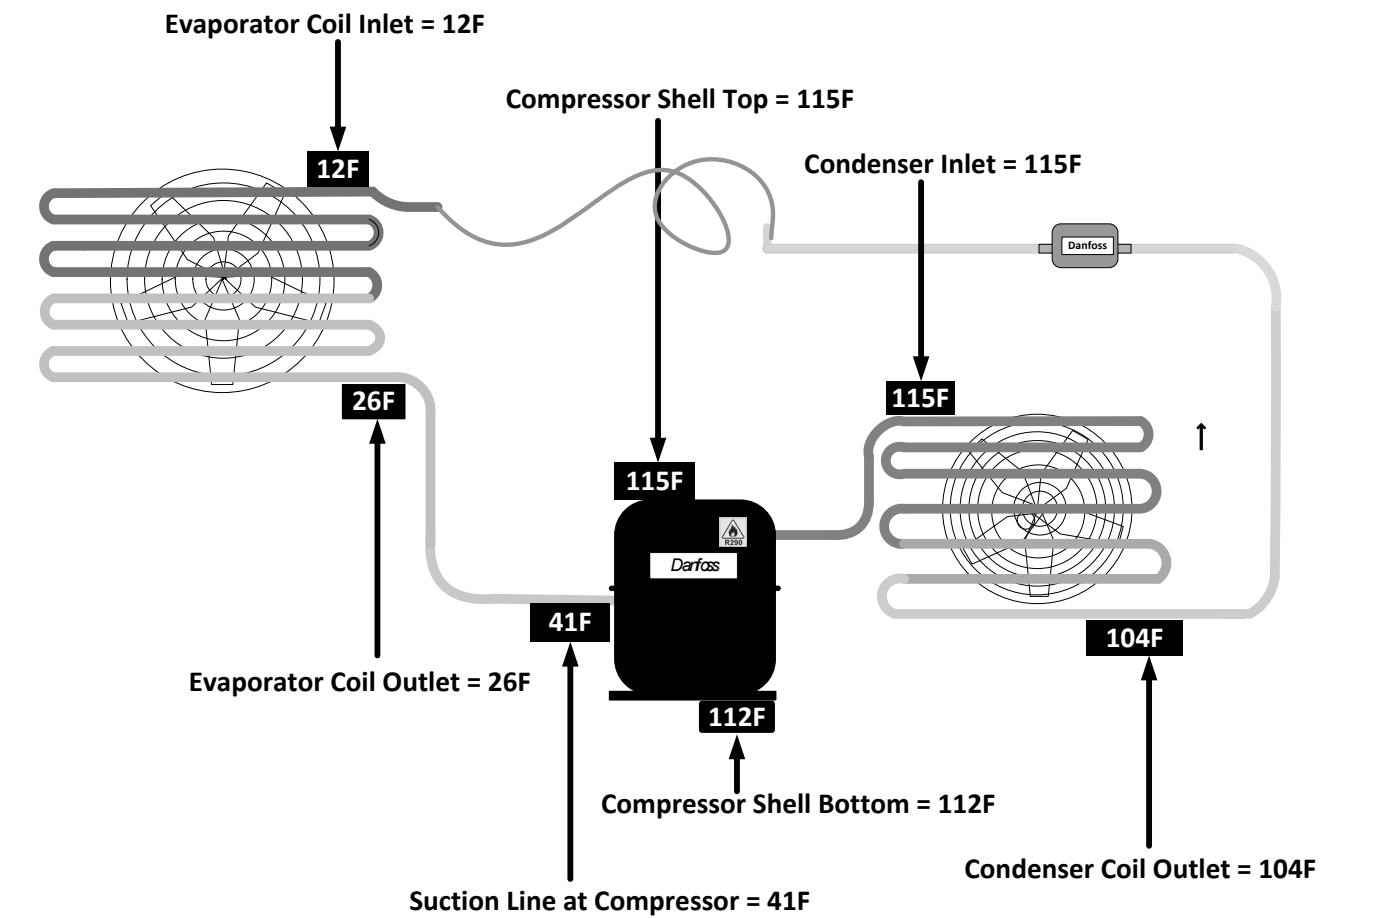 Evaporator Coil Inlet = 12F
Compressor Shell Top = 115F
12F
Condenser Inlet = 115F
Danfoss
115F
26F
115F
R290
Danfoss
41F
104F
Evaporator Coil Outlet = 26F
112F
Compressor Shell Bottom = 112F
Condenser Coil Outlet = 104F
Suction Line at Compressor = 41F